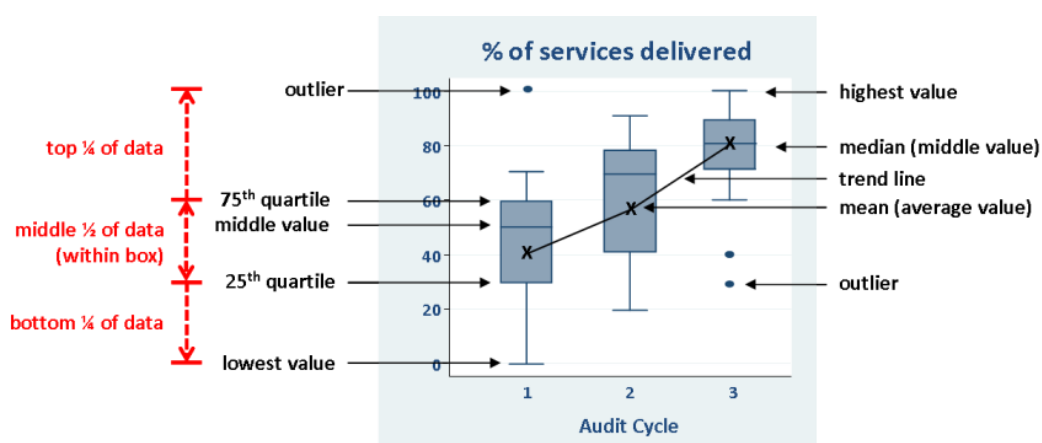 % of services delivered
outlier
100
highest value
top ¼ of data
80
median (middle value)
trend line
75th quartile
60
mean (average value)
middle value
middle ½ of data
(within box)
X
X
X
40
25th quartile
outlier
20
bottom ¼ of data
lowest value
0
1
2
3
Audit Cycle